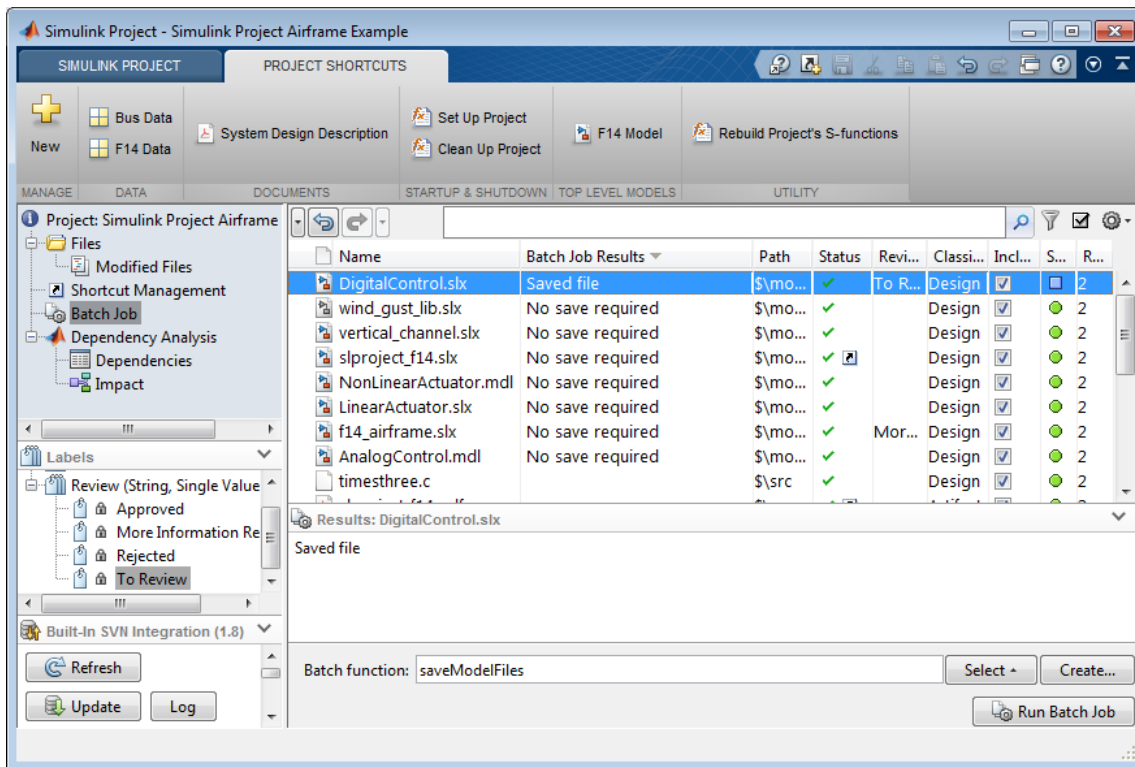 Simulink Project - Simulink Project Airframe Example
SIMULINK PROJECT PROJECT SHORTCUTS
New
Bus Data
F14 Data
System Design Description
Set Up Project
Clean Up Project
F14 Model
Rebuild Project's S-functions
MANAGE DATA DOCUMENTS STARTUP & SHUTDOWN TOP LEVEL MODELS UTILITY
Project: Simulink Project Airframe
Files
Modified Files
Shortcut Management
Batch Job
Dependency Analysis
Dependencies
Impact
Labels
Review (String, Single Value
Approved
More Information Re
Rejected
To Review
Built-In SVN Integration (1.8)
Refresh
Update Log
Name Batch Job Results Path Status Revi... Classi... Incl... S... R...
DigitalControl.slx Saved file $\mo... To R... Design 2
wind_gust_lib.slx No save required $\mo... Design 2
vertical_channel.slx No save required $\mo... Design 2
slproject_f14.slx No save required $\mo... Design 2
NonLinearActuator.mdl No save required $\mo... Design 2
LinearActuator.slx No save required $\mo... Design 2
f14_airframe.slx No save required $\mo... Mor... Design 2
AnalogControl.mdl No save required $\mo... Design 2
timesthree.c $\src Design 2
Results: DigitalControl.slx
Saved file
Batch function: saveModelFiles Select Create...
Run Batch Job